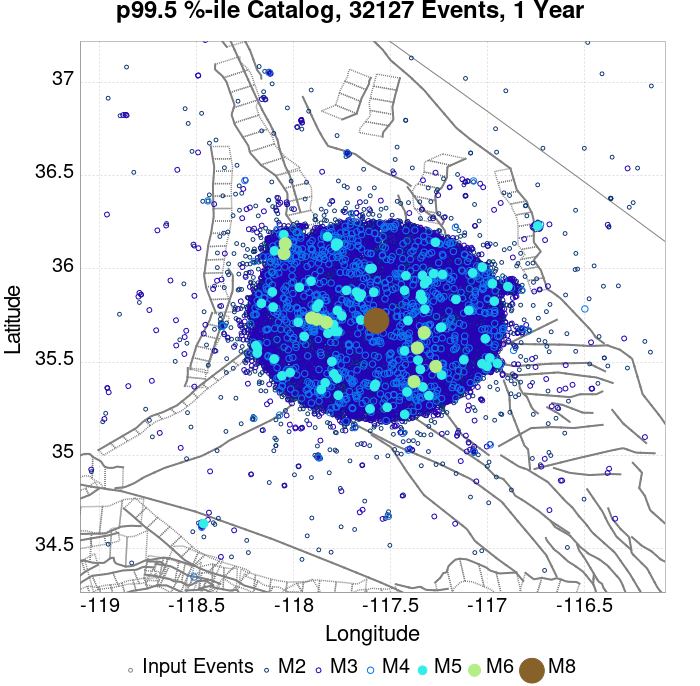 p99.5 %-ile Catalog, 32127 Events, 1 Year
37
36.5
36
35.5
35
34.5
Latitude
-119 -118.5 -118 -117.5 -117 -116.5
Longitude
Input Events M2 M3 M4 M5 M6 M8